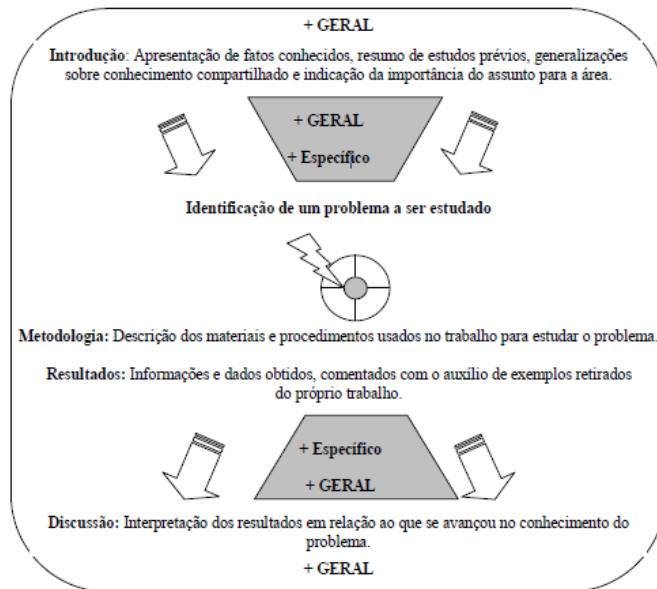 + GERAL
Introdução: Apresentação de fatos conhecidos, resumo de estudos prévios, generalizações
sobre conhecimento compartilhado e indicação da importância do assunto para a área.
+ GERAL
+ Específico
Identificação de um problema a ser estudado
Metodologia: Descrição dos materiais e procedimentos usados no trabalho para estudar o problema.
Resultados: Informações e dados obtidos, comentados com o auxílio de exemplos retirados
do próprio trabalho.
+ Específico
+ GERAL
Discussão: Interpretação dos resultados em relação ao que se avançou no conhecimento do
problema.
+ GERAL